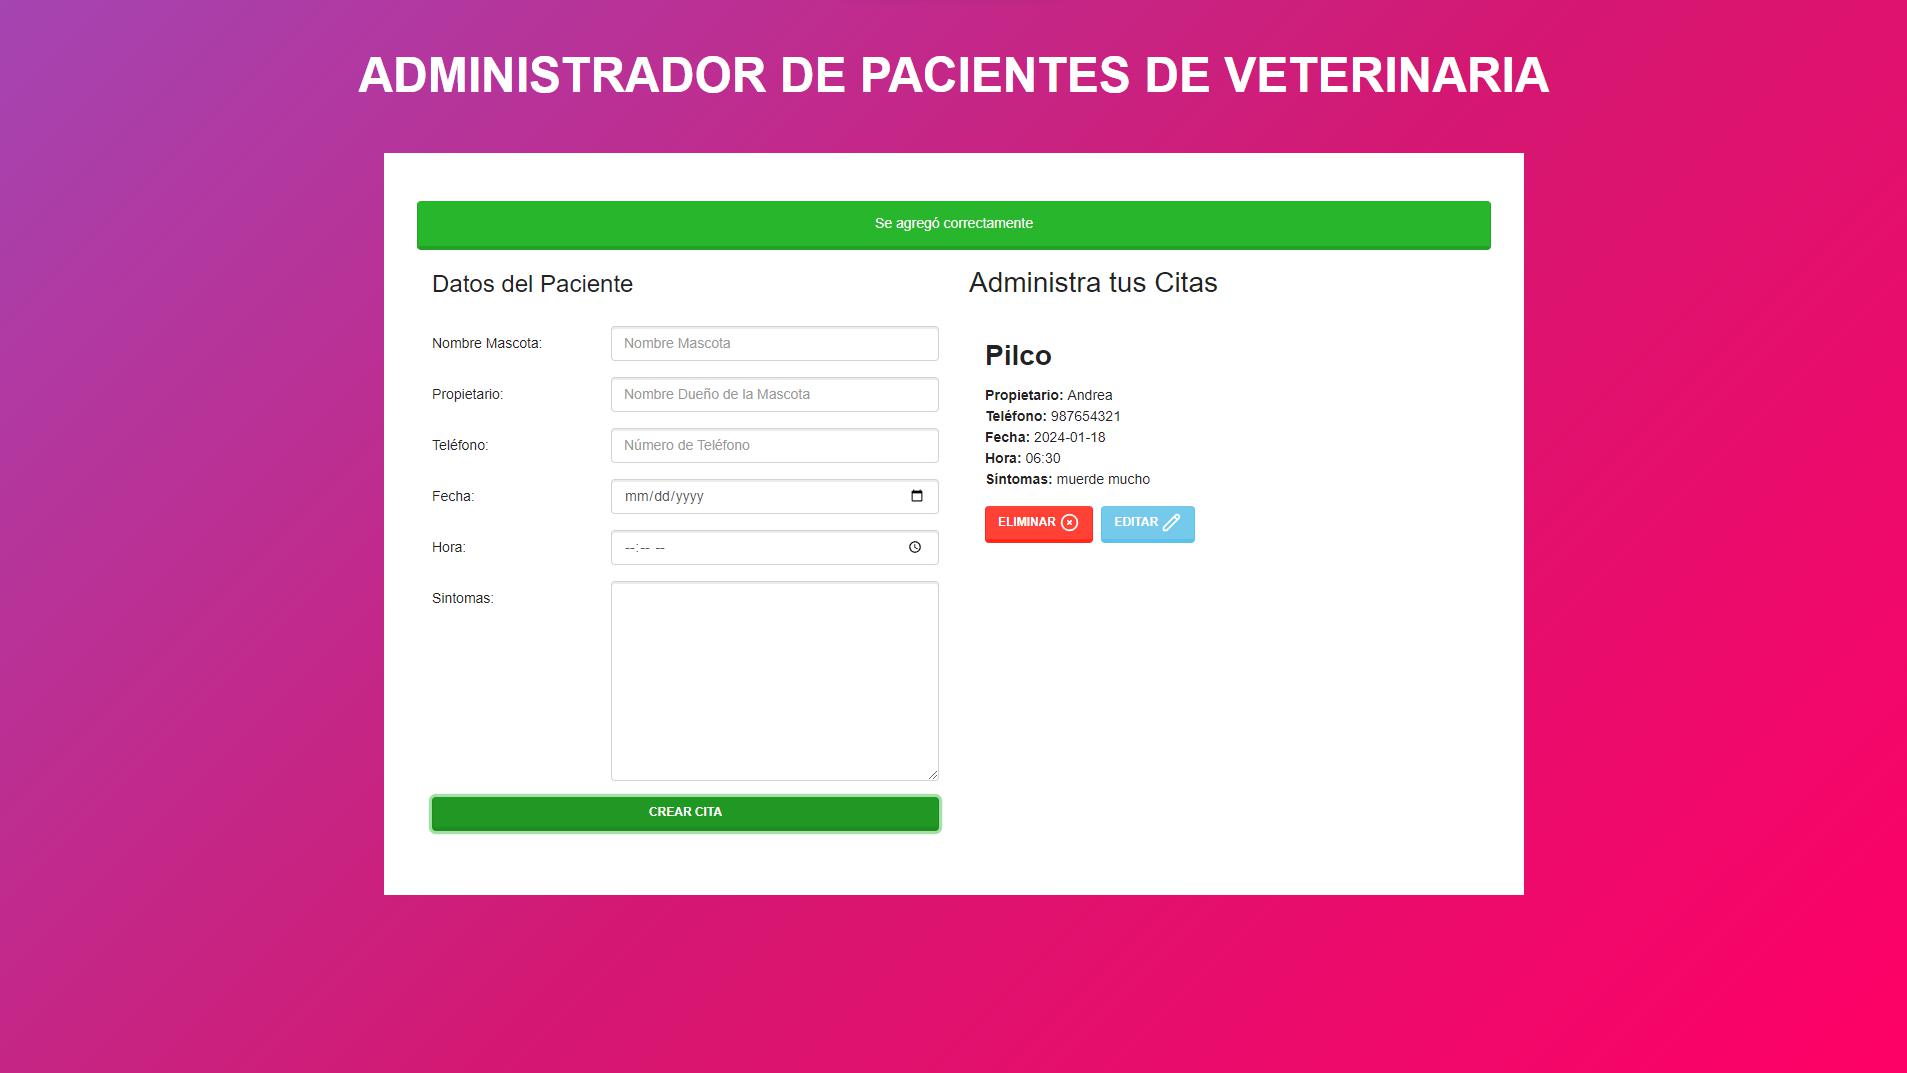 ADMINISTRADOR DE PACIENTES DE VETERINARIA
Se agregó correctamente
Datos del Paciente
Nombre Mascota:
Nombre Mascota
Propietario:
Nombre Dueño de la Mascota
Teléfono:
Número de Teléfono
Fecha:
mm/dd/yyyy
Hora:
--:-- --
Sintomas:
CREAR CITA
Administra tus Citas
Pilco
Propietario: Andrea
Teléfono: 987654321
Fecha: 2024-01-18
Hora: 06:30
Síntomas: muerde mucho
ELIMINAR
EDITAR